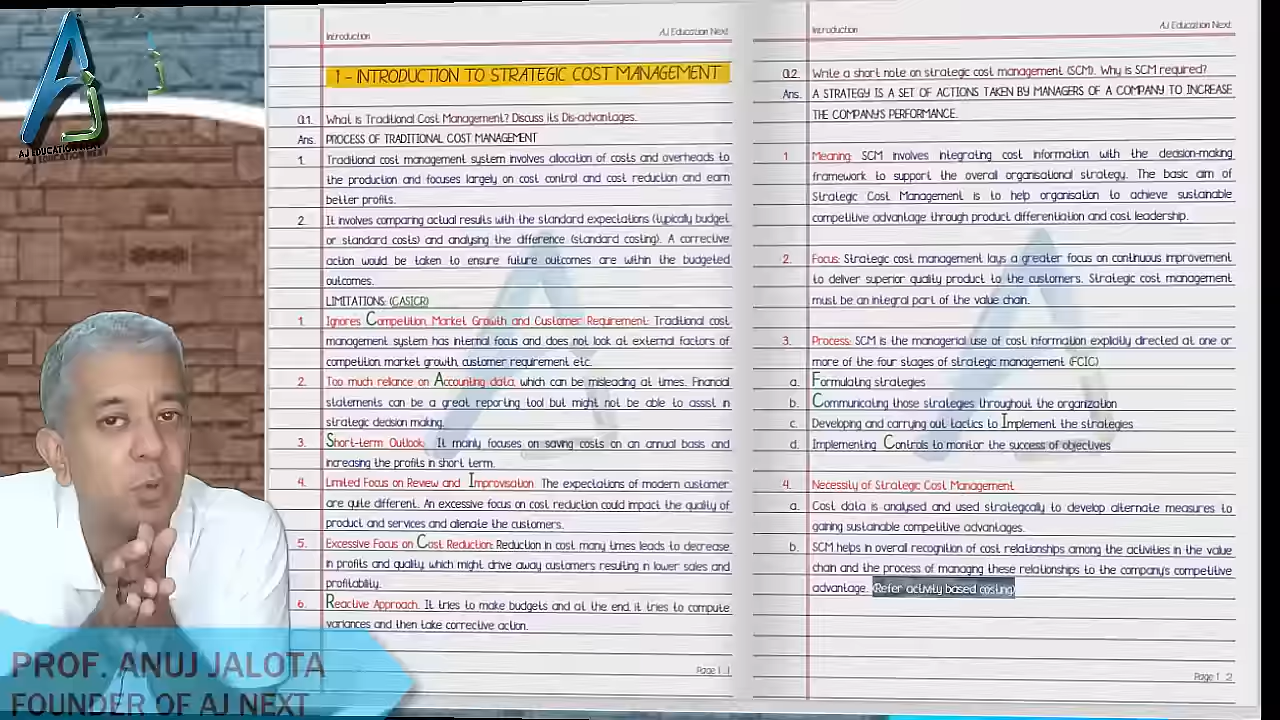 AJ EDUCATION NEXT
Introduction
AJ Education Next
1 - INTRODUCTION TO STRATEGIC COST MANAGEMENT
Q.1. What is Traditional Cost Management? Discuss its Dis-advantages.
Ans. PROCESS OF TRADITIONAL COST MANAGEMENT
1. Traditional cost management system involves allocation of costs and overheads to
the production and focuses largely on cost control and cost reduction and earn
better profits.
2. It involves comparing actual results with the standard expectations (typically budget
or standard costs) and analysing the difference (standard costing). A corrective
action would be taken to ensure future outcomes are within the budgeted
outcomes.
LIMITATIONS: (CASICR)
1. Ignores Competition, Market Growth and Customer Requirement: Traditional cost
management system has internal focus and does not look at external factors of
competition market growth, customer requirement etc.
2. Too much reliance on Accounting data, which can be misleading at times. Financial
statements can be a great reporting tool but might not be able to assist in
strategic decision making.
3. Short-term Outlook: It mainly focuses on saving costs on an annual basis and
increasing the profits in short term.
4. Limited Focus on Review and Improvisation: The expectations of modern customer
are quite different. An excessive focus on cost reduction could impact the quality of
product and services and alienate the customers.
5. Excessive Focus on Cost Reduction: Reduction in cost many times leads to decrease
in profits and quality, which might drive away customers resulting in lower sales and
profitability.
6. Reactive Approach: It tries to make budgets and at the end, it tries to compute
variances and then take corrective action.
Page 1 . 1
Introduction
AJ Education Next
Q.2. Write a short note on strategic cost management (SCM). Why is SCM required?
Ans. A STRATEGY IS A SET OF ACTIONS TAKEN BY MANAGERS OF A COMPANY TO INCREASE
THE COMPANY'S PERFORMANCE.
1 Meaning: SCM involves integrating cost information with the decision-making
framework to support the overall organisational strategy. The basic aim of
Strategic Cost Management is to help organisation to achieve sustainable
competitive advantage through product differentiation and cost leadership.
2. Focus: Strategic cost management lays a greater focus on continuous improvement
to deliver superior quality product to the customers. Strategic cost management
must be an integral part of the value chain.
3. Process: SCM is the managerial use of cost information explicitly directed at one or
more of the four stages of strategic management (FCIC)
a. Formulating strategies
b. Communicating those strategies throughout the organization
c. Developing and carrying out tactics to Implement the strategies
d. Implementing Controls to monitor the success of objectives
4. Necessity of Strategic Cost Management
a. Cost data is analysed and used strategically to develop alternate measures to
gaining sustainable competitive advantages.
b. SCM helps in overall recognition of cost relationships among the activities in the value
chain and the process of managing these relationships to the company's competitive
advantage. (Refer activity based costing)
Page 1 . 2
PROF. ANUJ JALOTA
FOUNDER OF AJ NEXT